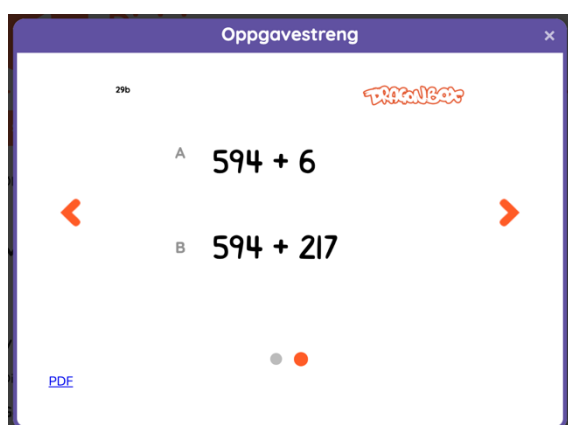 Oppgavestreng ×
29b
DRAGONBOX
A 594 + 6
B 594 + 217
PDF